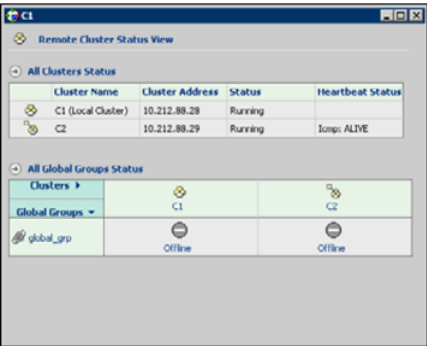 C1
Remote Cluster Status View
All Clusters Status
Cluster Name Cluster Address Status Heartbeat Status
C1 (Local Cluster) 10.212.88.28 Running
C2 10.212.88.29 Running Icmp: ALIVE
All Global Groups Status
Clusters
C1 C2
Global Groups
global_grp Offline Offline